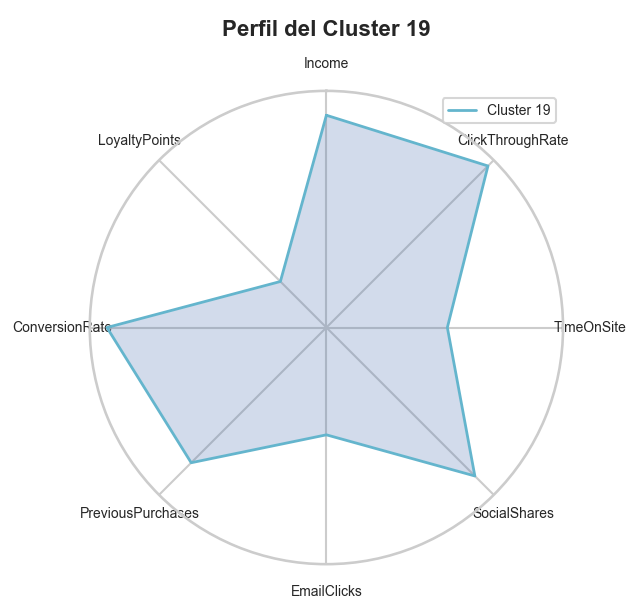 Perfil del Cluster 19
Income
Cluster 19
LoyaltyPoints
ClickThroughRate
ConversionRate
TimeOnSite
PreviousPurchases
SocialShares
EmailClicks